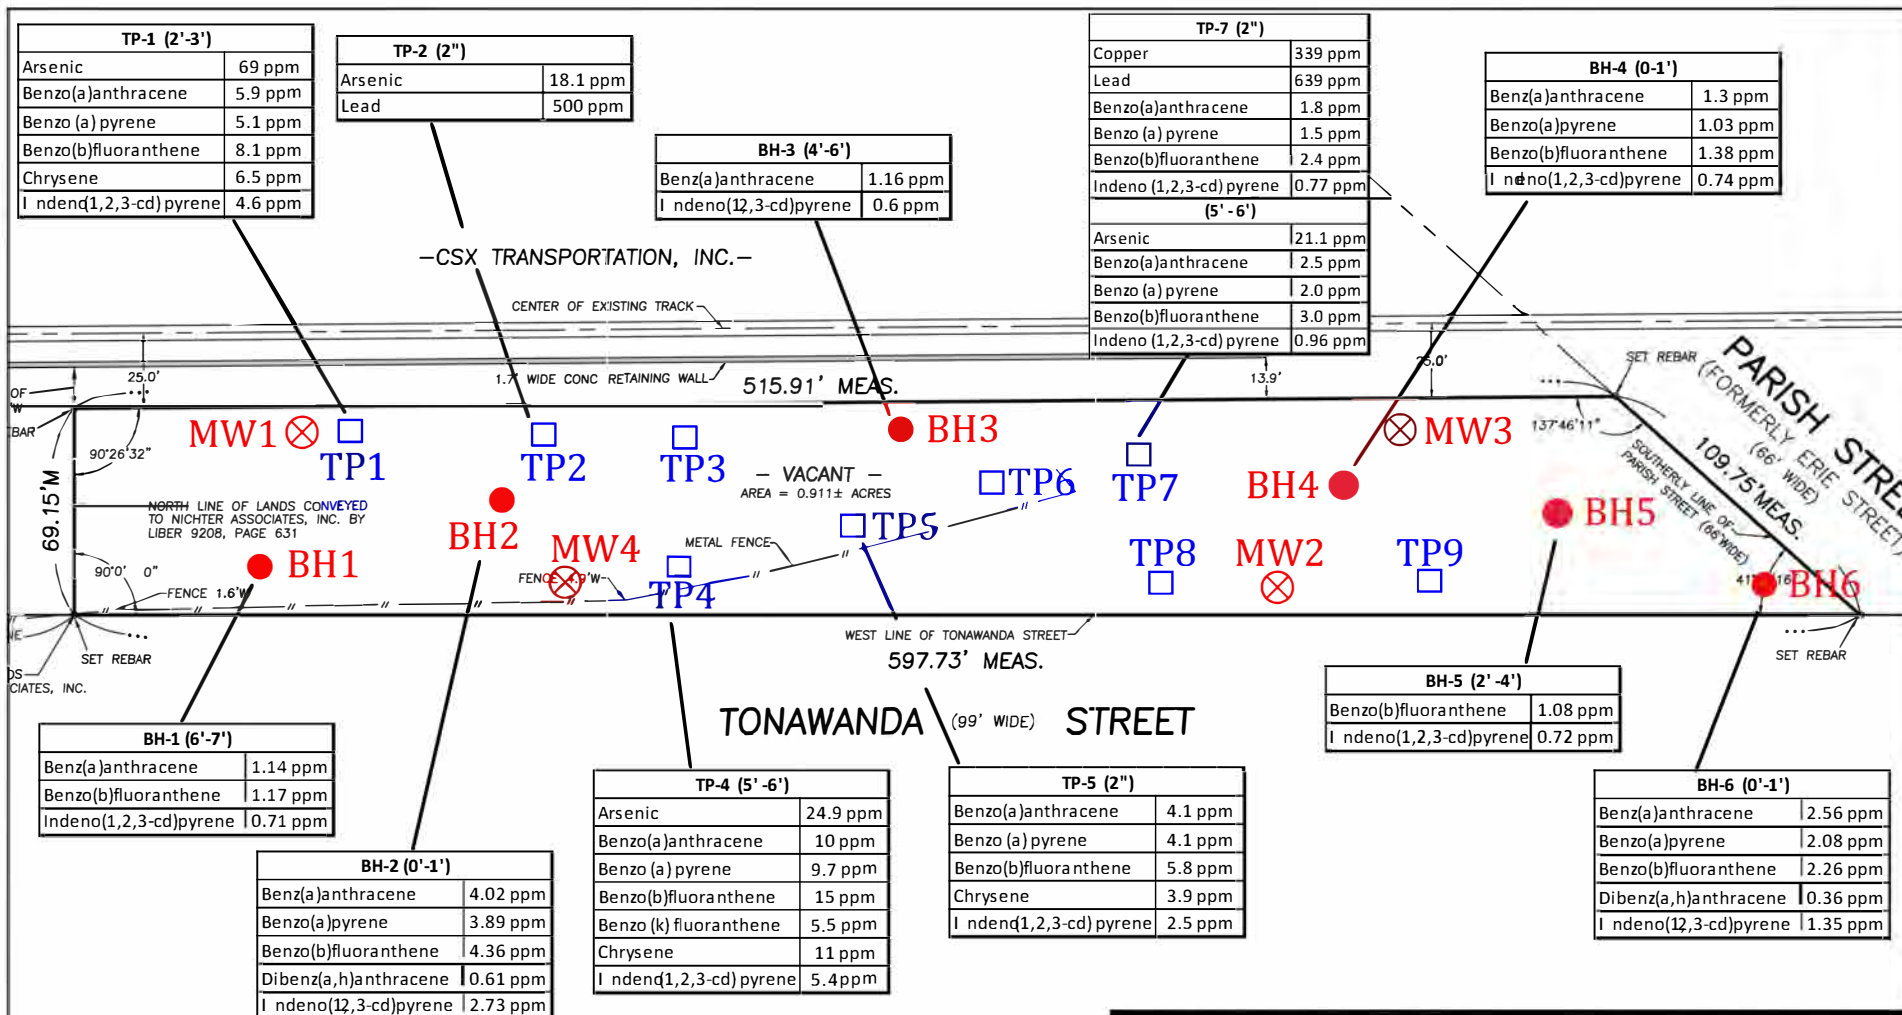 TP-1 (2'-3')
Arsenic 69 ppm
Benzo(a)anthracene 5.9 ppm
Benzo (a) pyrene 5.1 ppm
Benzo(b)fluoranthene 8.1 ppm
Chrysene 6.5 ppm
I ndeno(1,2,3-cd) pyrene 4.6 ppm
TP-2 (2")
Arsenic 18.1 ppm
Lead 500 ppm
BH-3 (4'-6')
Benz(a)anthracene 1.16 ppm
I ndeno(12,3-cd)pyrene 0.6 ppm
TP-7 (2")
Copper 339 ppm
Lead 639 ppm
Benzo(a)anthracene 1.8 ppm
Benzo (a) pyrene 1.5 ppm
Benzo(b)fluoranthene 2.4 ppm
Indeno (1,2,3-cd) pyrene 0.77 ppm
(5' -6')
Arsenic 21.1 ppm
Benzo(a)anthracene 2.5 ppm
Benzo (a) pyrene 2.0 ppm
Benzo(b)fluoranthene 3.0 ppm
Indeno (1,2,3-cd) pyrene 0.96 ppm
BH-4 (0-1')
Benz(a)anthracene 1.3 ppm
Benzo(a)pyrene 1.03 ppm
Benzo(b)fluoranthene 1.38 ppm
I ndeno(1,2,3-cd)pyrene 0.74 ppm
-CSX TRANSPORTATION, INC.-
CENTER OF EXISTING TRACK
1.7' WIDE CONC RETAINING WALL
25.0'
515.91' MEAS.
13.9'
SET REBAR
PARISH STREET
(FORMERLY ERIE STREET)
(66' WIDE)
109.75' MEAS.
SOUTHERLY LINE OF
PARISH STREET (66' WIDE)
137°46'11"
OF
90°26'32"
MW1
TP1
TP2
TP3
BH3
MW3
- VACANT -
AREA = 0.911± ACRES
TP6
TP7
BH4
BH5
69.15'M
NORTH LINE OF LANDS CONVEYED
TO NICHTER ASSOCIATES, INC. BY
LIBER 9208, PAGE 631
BH2
TP5
METAL FENCE
BH1
MW4
TP4
TP8
MW2
TP9
BH6
FENCE 1.6'W
WEST LINE OF TONAWANDA STREET
597.73' MEAS.
SET REBAR
SET REBAR
CIATES, INC.
TONAWANDA (99' WIDE) STREET
BH-1 (6'-7')
Benz(a)anthracene 1.14 ppm
Benzo(b)fluoranthene 1.17 ppm
Indeno(1,2,3-cd)pyrene 0.71 ppm
BH-2 (0'-1')
Benz(a)anthracene 4.02 ppm
Benzo(a)pyrene 3.89 ppm
Benzo(b)fluoranthene 4.36 ppm
Dibenz(a,h)anthracene 0.61 ppm
I ndeno(12,3-cd)pyrene 2.73 ppm
TP-4 (5' -6')
Arsenic 24.9 ppm
Benzo(a)anthracene 10 ppm
Benzo (a) pyrene 9.7 ppm
Benzo(b)fluoranthene 15 ppm
Benzo (k) fluoranthene 5.5 ppm
Chrysene 11 ppm
I ndeno(1,2,3-cd) pyrene 5.4ppm
TP-5 (2")
Benzo(a)anthracene 4.1 ppm
Benzo (a) pyrene 4.1 ppm
Benzo(b)fluoranthene 5.8 ppm
Chrysene 3.9 ppm
I ndeno(1,2,3-cd) pyrene 2.5 ppm
BH-5 (2' -4')
Benzo(b)fluoranthene 1.08 ppm
I ndeno(1,2,3-cd)pyrene 0.72 ppm
BH-6 (0'-1')
Benz(a)anthracene 2.56 ppm
Benzo(a)pyrene 2.08 ppm
Benzo(b)fluoranthene 2.26 ppm
Dibenz(a,h)anthracene 0.36 ppm
I ndeno(12,3-cd)pyrene 1.35 ppm